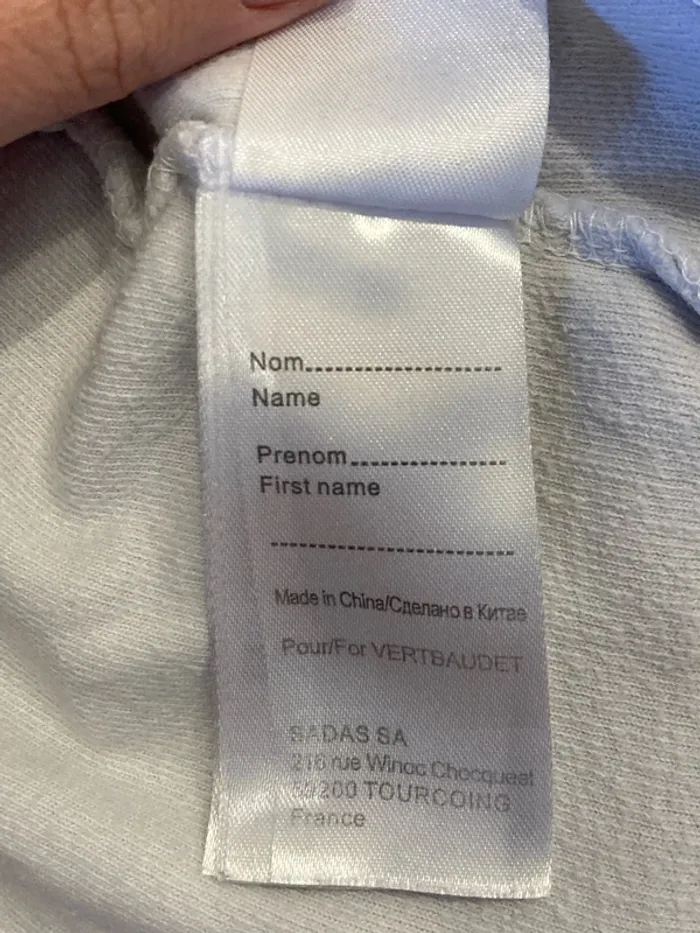 Nom........................................
Name
Prenom................................
First name
..................................................
Made in China/Сделано в Китае
Pour/For VERTBAUDET
SADAS SA
216 rue Winoc Chocqueel
59200 TOURCOING
France